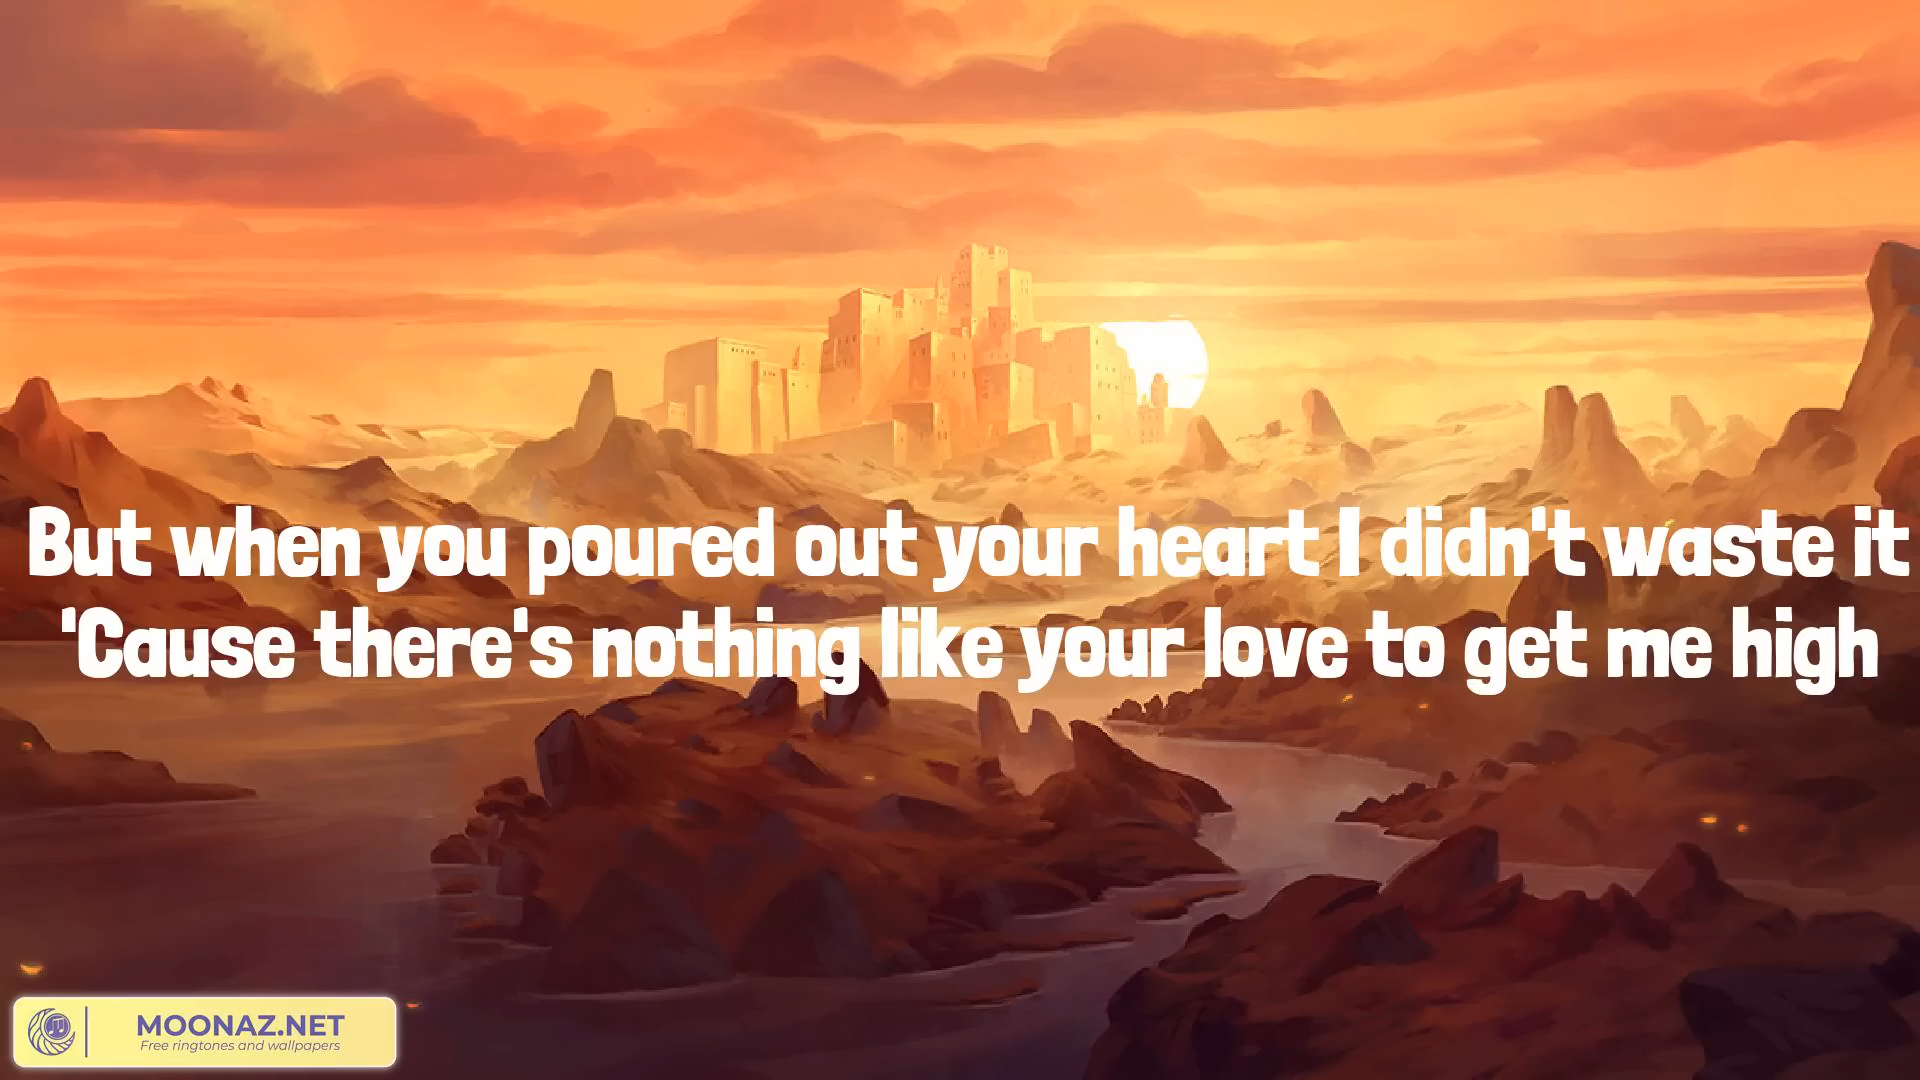 But when you poured out your heart I didn't waste it
'Cause there's nothing like your love to get me high
MOONAZ.NET
Free ringtones and wallpapers